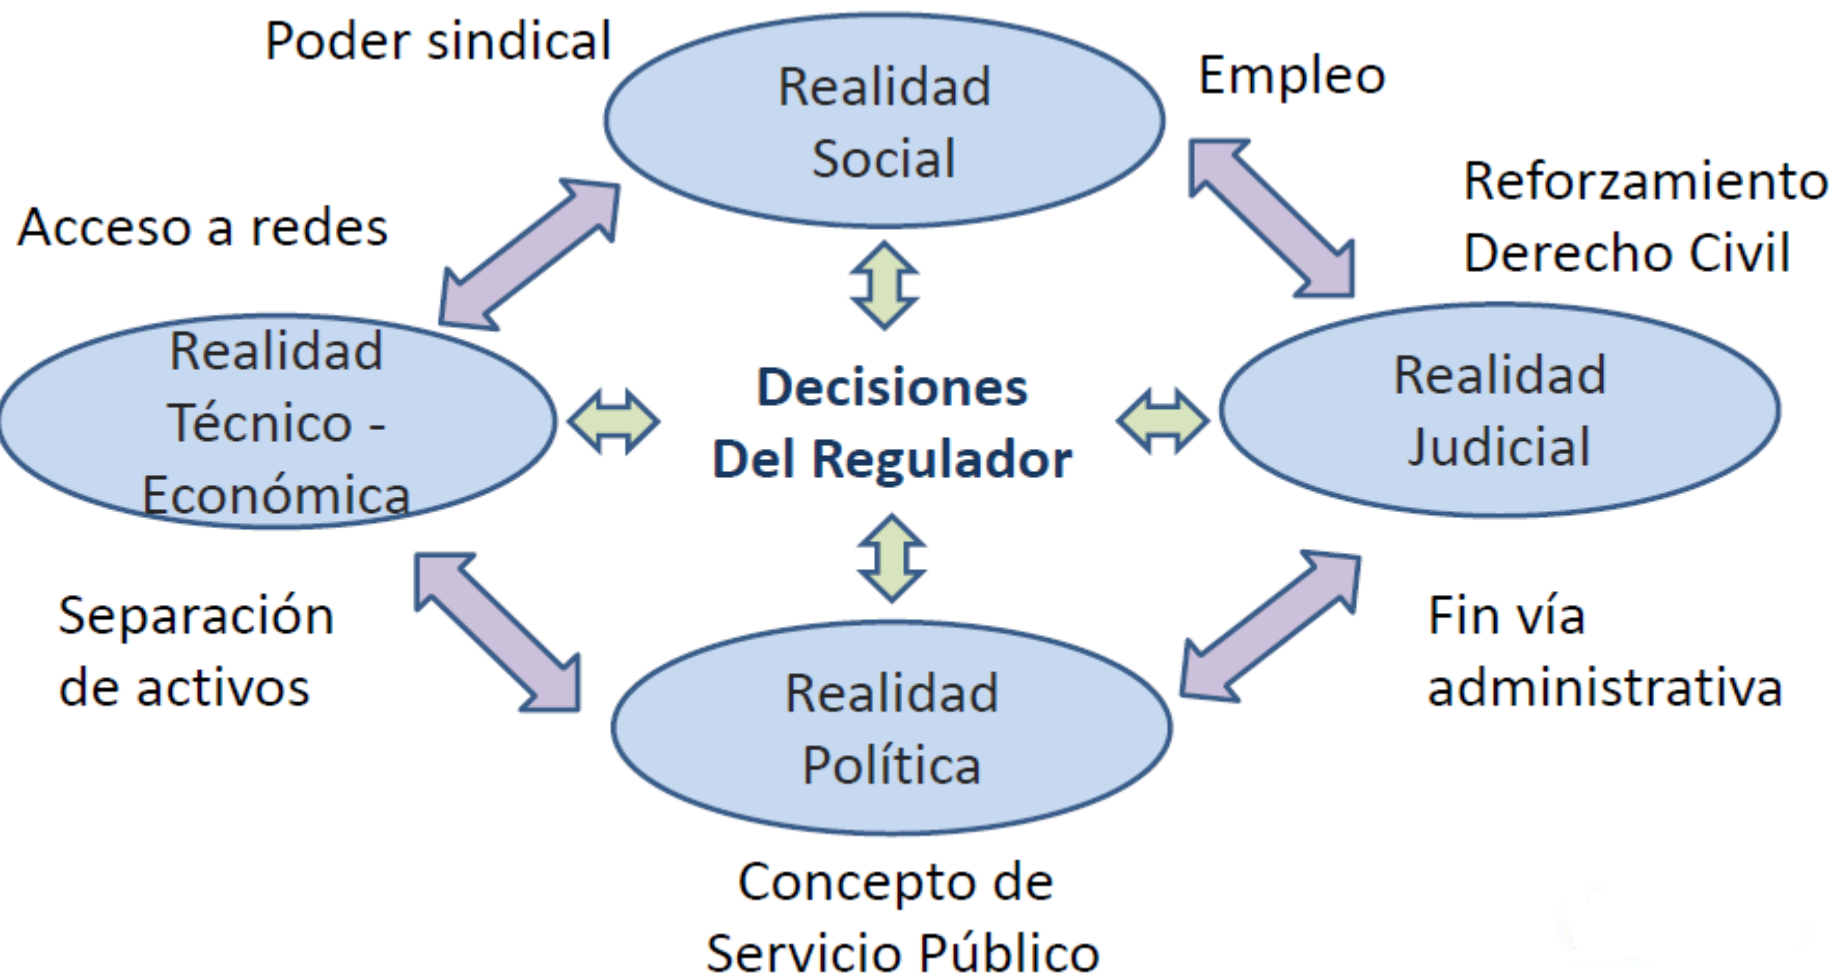 Poder sindical
Realidad
Social
Empleo
Reforzamiento
Derecho Civil
Acceso a redes
Realidad
Técnico -
Económica
Decisiones
Del Regulador
Realidad
Judicial
Separación
de activos
Realidad
Política
Fin vía
administrativa
Concepto de
Servicio Público